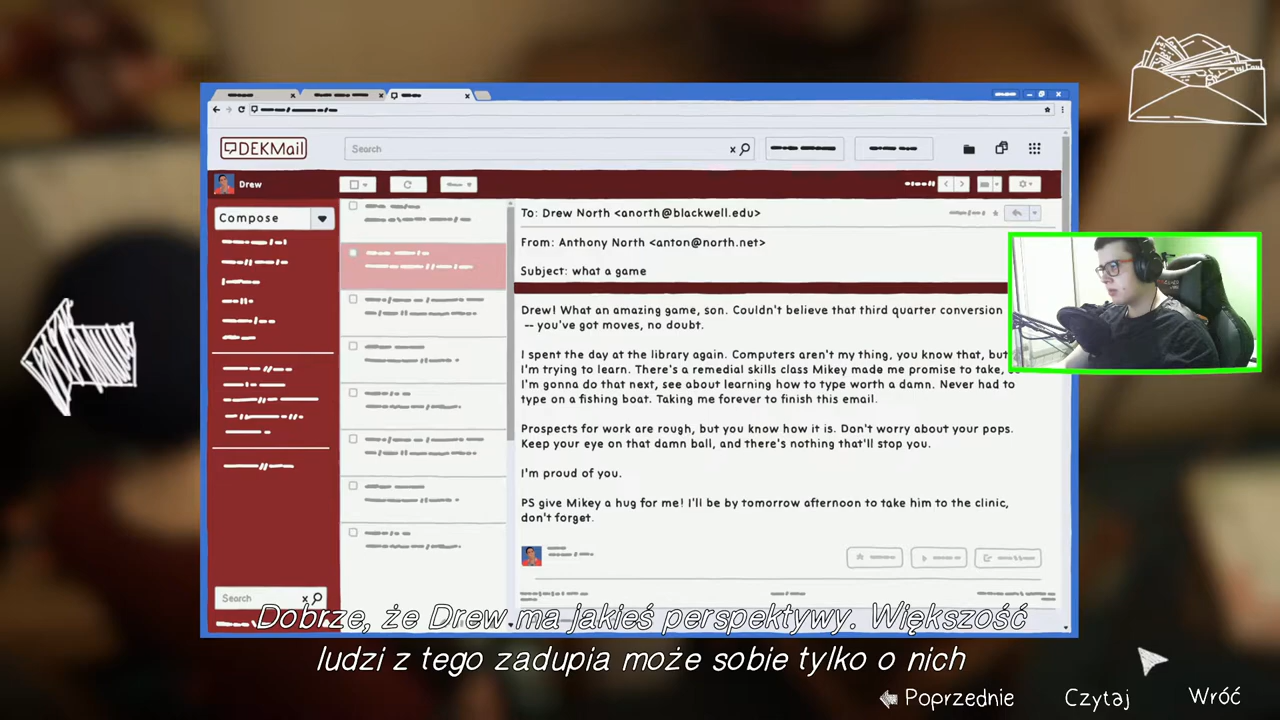 DEKMail
Search
Drew
Compose
To: Drew North <anorth@blackwell.edu>
From: Anthony North <anton@north.net>
Subject: what a game
Drew! What an amazing game, son. Couldn't believe that third quarter conversion
-- you've got moves, no doubt.
I spent the day at the library again. Computers aren't my thing, you know that, but
I'm trying to learn. There's a remedial skills class Mikey made me promise to take,
I'm gonna do that next, see about learning how to type worth a damn. Never had to
type on a fishing boat. Taking me forever to finish this email.
Prospects for work are rough, but you know how it is. Don't worry about your pops.
Keep your eye on that damn ball, and there's nothing that'll stop you.
I'm proud of you.
PS give Mikey a hug for me! I'll be by tomorrow afternoon to take him to the clinic,
don't forget.
Search
Dobrze, że Drew ma jakieś perspektywy. Większość
ludzi z tego zadupia może sobie tylko o nich
Poprzednie
Czytaj
Wróć